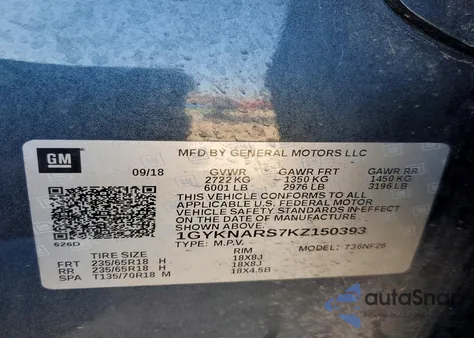 GM
MFD BY GENERAL MOTORS LLC
09/18 GVWR GAWR FRT GAWR RR
2722 KG 1350 KG 1450 KG
6001 LB 2976 LB 3196 LB
THIS VEHICLE CONFORMS TO ALL
APPLICABLE U.S. FEDERAL MOTOR
VEHICLE SAFETY STANDARDS IN EFFECT
ON THE DATE OF MANUFACTURE
SHOWN ABOVE.
1GYKNARS7KZ150393
626D
TYPE: M.P.V. MODEL: 736NF26
TIRE SIZE RIM
FRT 235/65R18 H 18X8J
RR 235/65R18 H 18X8J
SPA T135/70R18 M 18X4.5B
autoSnap